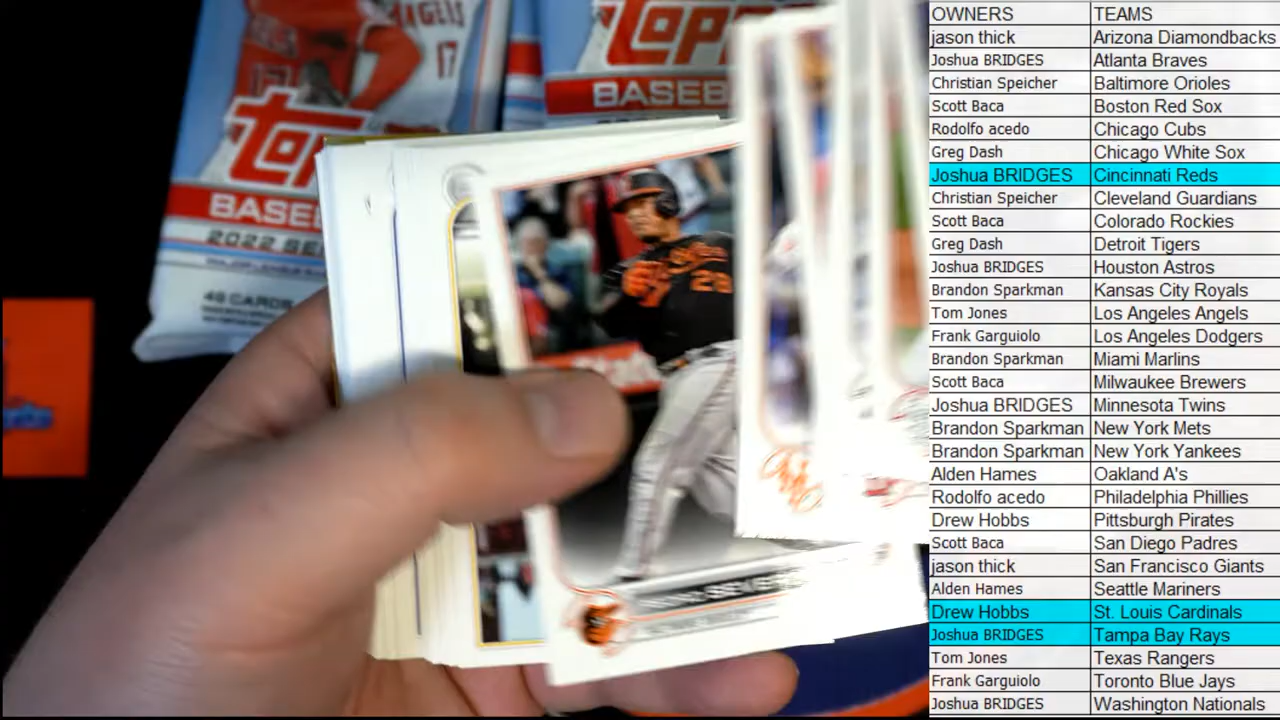 ANGELS
17
TOPPS
BASEB
2022 SE
TOPP
BASEB
28
OWNERS TEAMS
jason thick Arizona Diamondbacks
Joshua BRIDGES Atlanta Braves
Christian Speicher Baltimore Orioles
Scott Baca Boston Red Sox
Rodolfo acedo Chicago Cubs
Greg Dash Chicago White Sox
Joshua BRIDGES Cincinnati Reds
Christian Speicher Cleveland Guardians
Scott Baca Colorado Rockies
Greg Dash Detroit Tigers
Joshua BRIDGES Houston Astros
Brandon Sparkman Kansas City Royals
Tom Jones Los Angeles Angels
Frank Garguiolo Los Angeles Dodgers
Brandon Sparkman Miami Marlins
Scott Baca Milwaukee Brewers
Joshua BRIDGES Minnesota Twins
Brandon Sparkman New York Mets
Brandon Sparkman New York Yankees
Alden Hames Oakland A's
Rodolfo acedo Philadelphia Phillies
Drew Hobbs Pittsburgh Pirates
Scott Baca San Diego Padres
jason thick San Francisco Giants
Alden Hames Seattle Mariners
Drew Hobbs St. Louis Cardinals
Joshua BRIDGES Tampa Bay Rays
Tom Jones Texas Rangers
Frank Garguiolo Toronto Blue Jays
Joshua BRIDGES Washington Nationals